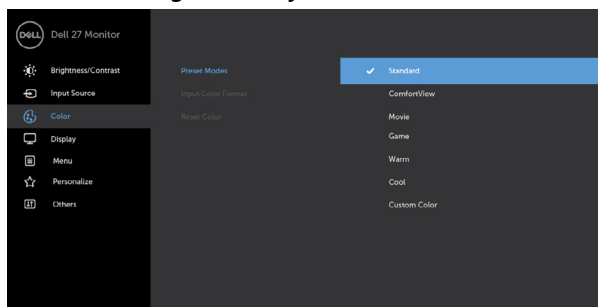 DELL
Dell 27 Monitor
Brightness/Contrast
Input Source
Color
Display
Menu
Personalize
Others
Preset Modes
Input Color Format
Reset Color
Standard
ComfortView
Movie
Game
Warm
Cool
Custom Color